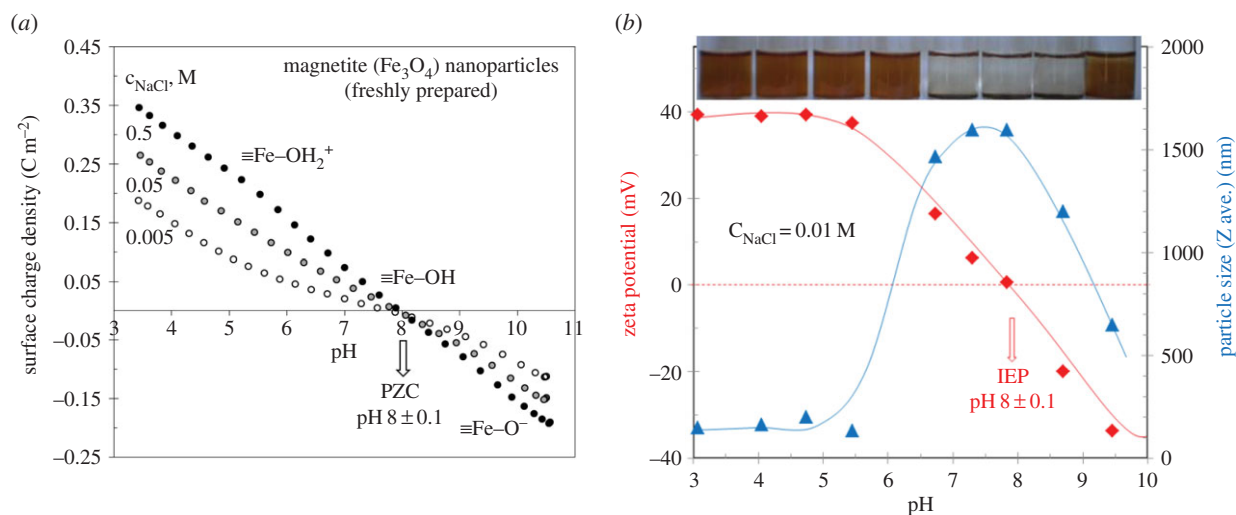 (a)
0.45
0.35
0.25
0.15
0.05
−0.05
−0.15
−0.25
surface charge density (C m⁻²)
c_NaCl, M
0.5
0.05
0.005
magnetite (Fe₃O₄) nanoparticles
(freshly prepared)
≡Fe–OH₂⁺
≡Fe–OH
≡Fe–O⁻
3 4 5 6 7 8 9 10 11
pH
PZC
pH 8 ± 0.1
(b)
60
40
20
0
−20
−40
zeta potential (mV)
C_NaCl = 0.01 M
IEP
pH 8 ± 0.1
3 4 5 6 7 8 9 10
pH
2000
1500
1000
500
0
particle size (Z ave.) (nm)